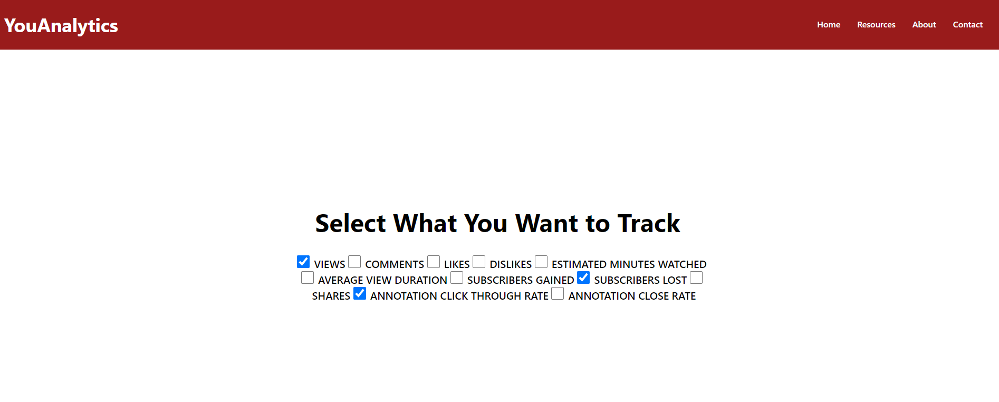 YouAnalytics
Home Resources About Contact
Select What You Want to Track
VIEWS COMMENTS LIKES DISLIKES ESTIMATED MINUTES WATCHED
AVERAGE VIEW DURATION SUBSCRIBERS GAINED SUBSCRIBERS LOST
SHARES ANNOTATION CLICK THROUGH RATE ANNOTATION CLOSE RATE